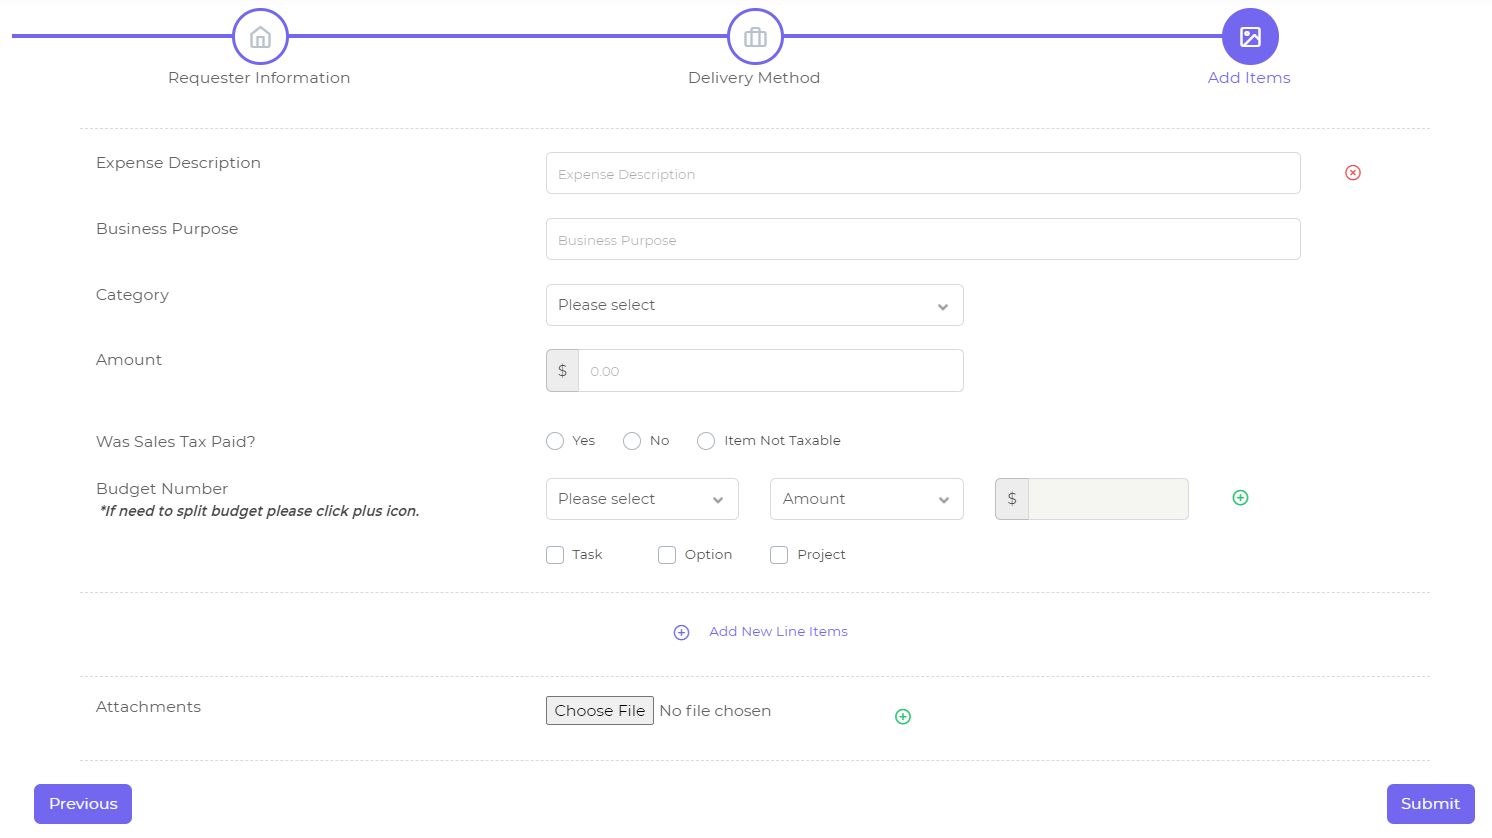 Requester Information
Delivery Method
Add Items
Expense Description
Expense Description
Business Purpose
Business Purpose
Category
Please select
Amount
$ 0.00
Was Sales Tax Paid?
Yes No Item Not Taxable
Budget Number
*If need to split budget please click plus icon.
Please select Amount $
Task Option Project
Add New Line Items
Attachments
Choose File No file chosen
Previous
Submit